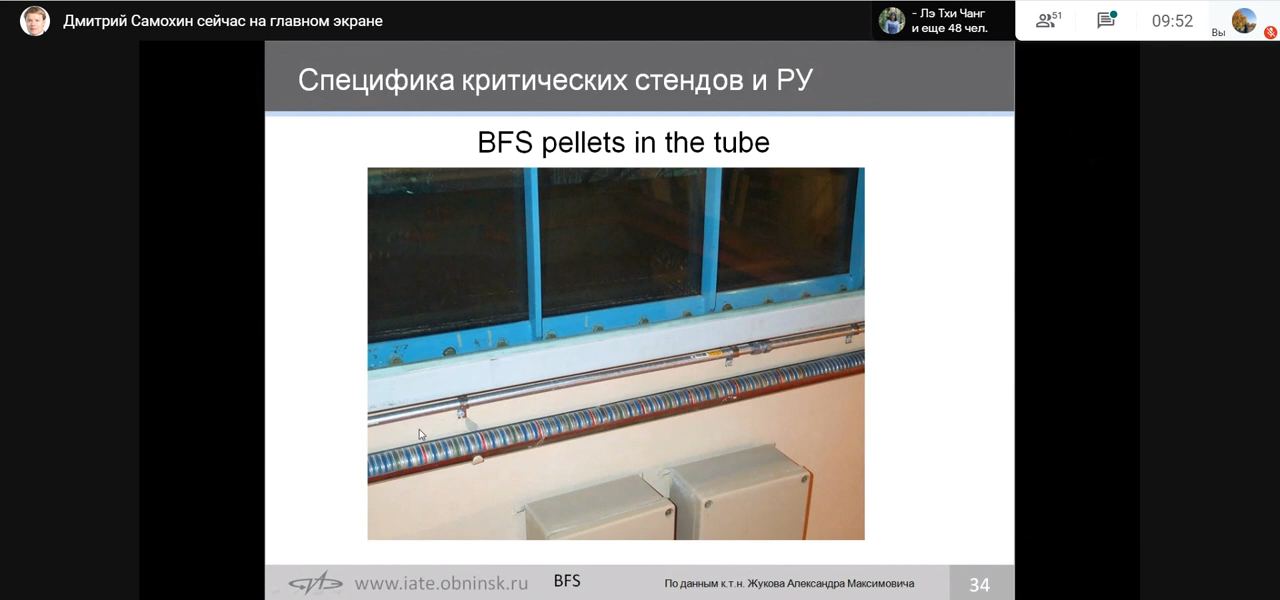 Дмитрий Самохин сейчас на главном экране
- Лэ Тхи Чанг
и еще 48 чел.
51
09:52
Вы
Специфика критических стендов и РУ
BFS pellets in the tube
www.iate.obninsk.ru
BFS
По данным к.т.н. Жукова Александра Максимовича
34